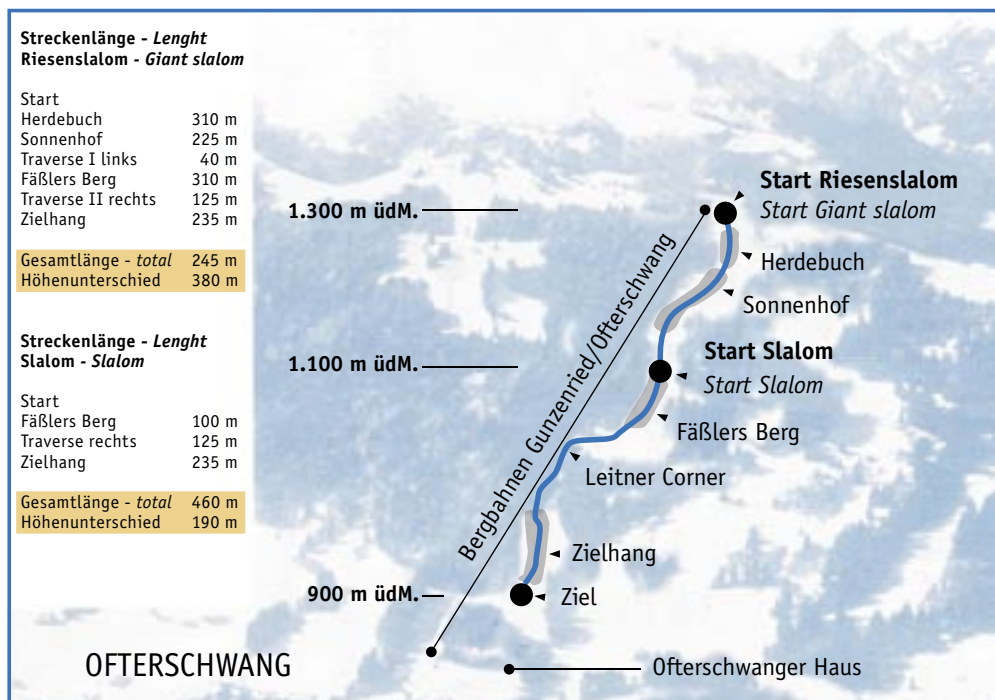 Streckenlänge - Lenght
Riesenslalom - Giant slalom
Start
Herdebuch 310 m
Sonnenhof 225 m
Traverse I links 40 m
Fäßlers Berg 310 m
Traverse II rechts 125 m
Zielhang 235 m
Gesamtlänge - total 245 m
Höhenunterschied 380 m
Streckenlänge - Lenght
Slalom - Slalom
Start
Fäßlers Berg 100 m
Traverse rechts 125 m
Zielhang 235 m
Gesamtlänge - total 460 m
Höhenunterschied 190 m
1.300 m üdM.
1.100 m üdM.
900 m üdM.
Bergbahnen Gunzenried/Ofterschwang
Start Riesenslalom
Start Giant slalom
Herdebuch
Sonnenhof
Start Slalom
Start Slalom
Fäßlers Berg
Leitner Corner
Zielhang
Ziel
OFTERSCHWANG
Ofterschwanger Haus